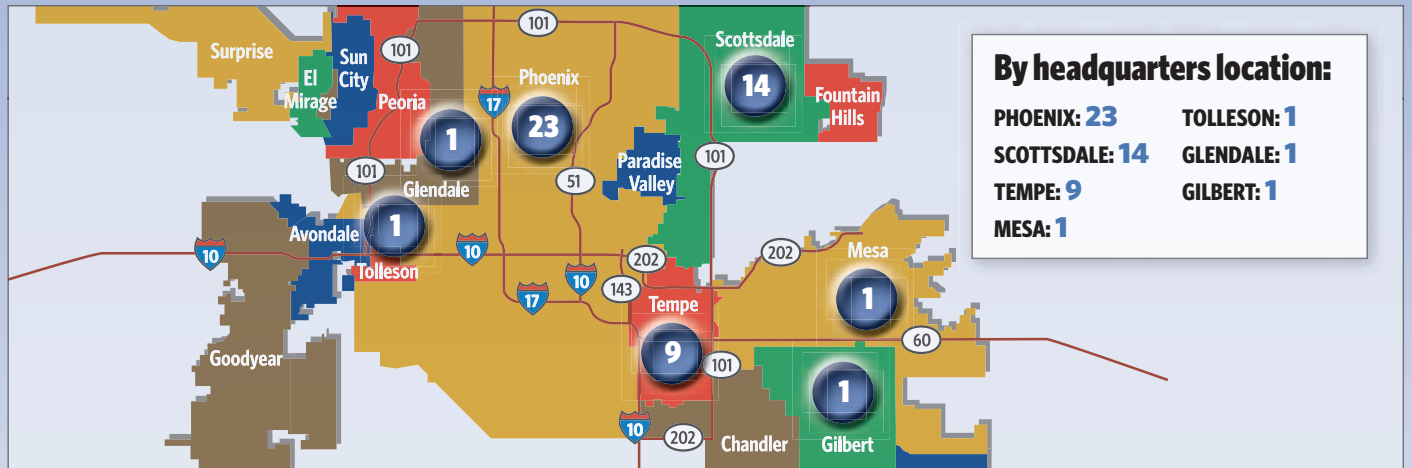 101
Surprise
Sun
City
101
El
Mirage
Peoria
17
Phoenix
23
Scottsdale
14
Fountain
Hills
1
Glendale
101
51
Paradise
Valley
101
1
Avondale
Tolleson
10
10
10
17
202
143
202
Mesa
1
Tempe
9
101
60
Goodyear
10
202
Chandler
1
Gilbert
By headquarters location:
PHOENIX: 23
SCOTTSDALE: 14
TEMPE: 9
MESA: 1
TOLLESON: 1
GLENDALE: 1
GILBERT: 1